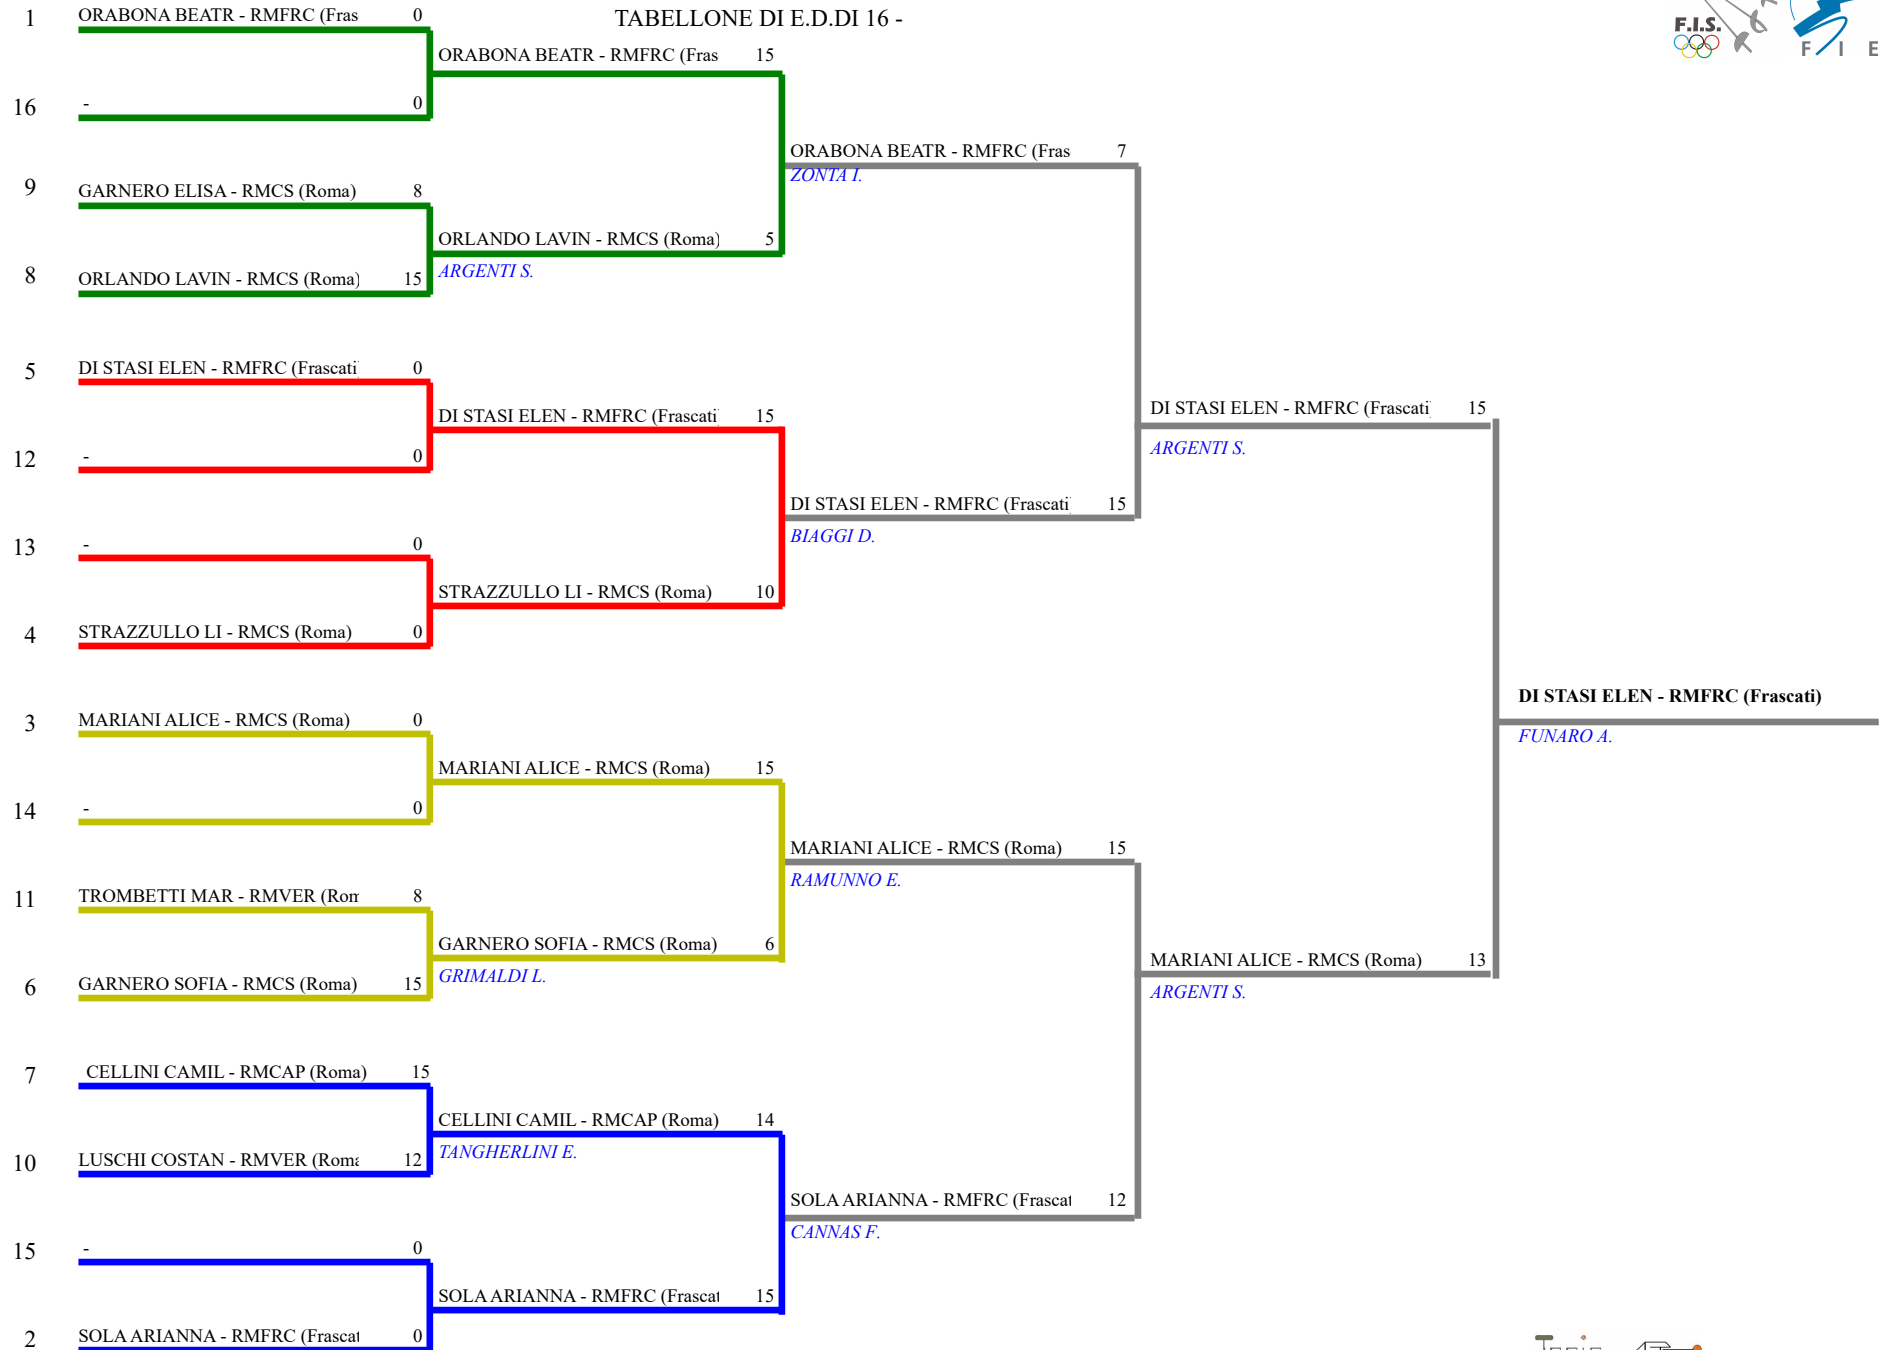 TABELLONE DI E.D.DI 16 -
F.I.S.
F I E
1 ORABONA BEATR - RMFRC (Fras 0
ORABONA BEATR - RMFRC (Fras 15
16 - 0
ORABONA BEATR - RMFRC (Fras 7
ZONTA I.
9 GARNERO ELISA - RMCS (Roma) 8
ORLANDO LAVIN - RMCS (Roma) 5
ARGENTI S.
8 ORLANDO LAVIN - RMCS (Roma) 15
5 DI STASI ELEN - RMFRC (Frascati 0
DI STASI ELEN - RMFRC (Frascati 15
DI STASI ELEN - RMFRC (Frascati 15
ARGENTI S.
12 - 0
DI STASI ELEN - RMFRC (Frascati 15
BIAGGI D.
13 - 0
STRAZZULLO LI - RMCS (Roma) 10
4 STRAZZULLO LI - RMCS (Roma) 0
DI STASI ELEN - RMFRC (Frascati)
FUNARO A.
3 MARIANI ALICE - RMCS (Roma) 0
MARIANI ALICE - RMCS (Roma) 15
14 - 0
MARIANI ALICE - RMCS (Roma) 15
RAMUNNO E.
11 TROMBETTI MAR - RMVER (Rom 8
GARNERO SOFIA - RMCS (Roma) 6
GRIMALDI L.
MARIANI ALICE - RMCS (Roma) 13
ARGENTI S.
6 GARNERO SOFIA - RMCS (Roma) 15
7 CELLINI CAMIL - RMCAP (Roma) 15
CELLINI CAMIL - RMCAP (Roma) 14
TANGHERLINI E.
10 LUSCHI COSTAN - RMVER (Roma 12
SOLA ARIANNA - RMFRC (Frascat 12
CANNAS F.
15 - 0
SOLA ARIANNA - RMFRC (Frascat 15
2 SOLA ARIANNA - RMFRC (Frascat 0